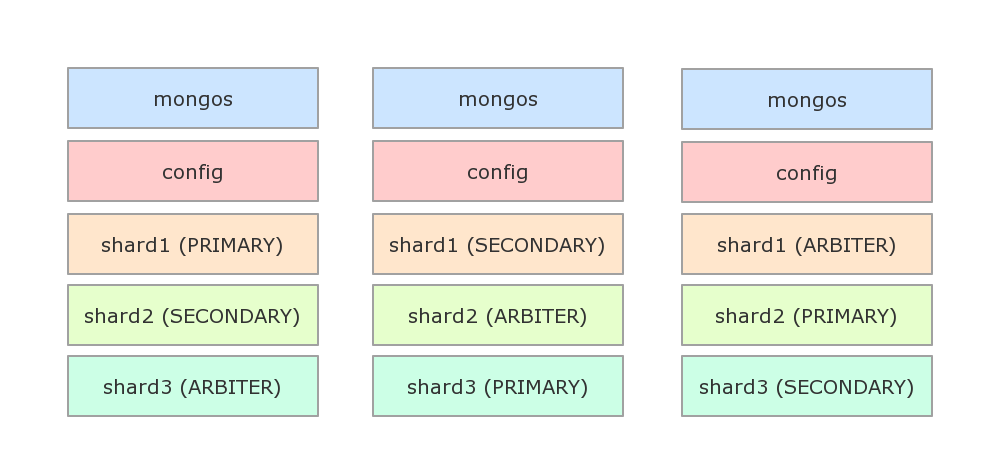 mongos
mongos
mongos
config
config
config
shard1 (PRIMARY)
shard1 (SECONDARY)
shard1 (ARBITER)
shard2 (SECONDARY)
shard2 (ARBITER)
shard2 (PRIMARY)
shard3 (ARBITER)
shard3 (PRIMARY)
shard3 (SECONDARY)